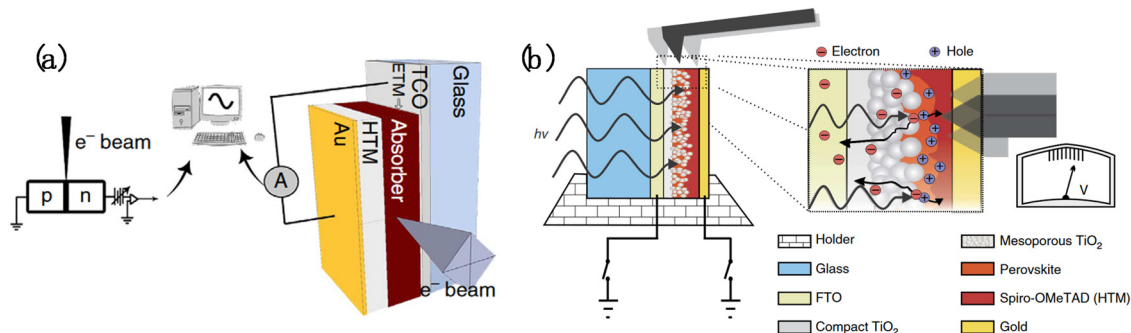 (a)
e⁻ beam
p n
A
Au
HTM
Absorber
ETM⇨
TCO
Glass
e⁻ beam
(b)
Electron
Hole
hv
V
Holder
Glass
FTO
Compact TiO₂
Mesoporous TiO₂
Perovskite
Spiro-OMeTAD (HTM)
Gold